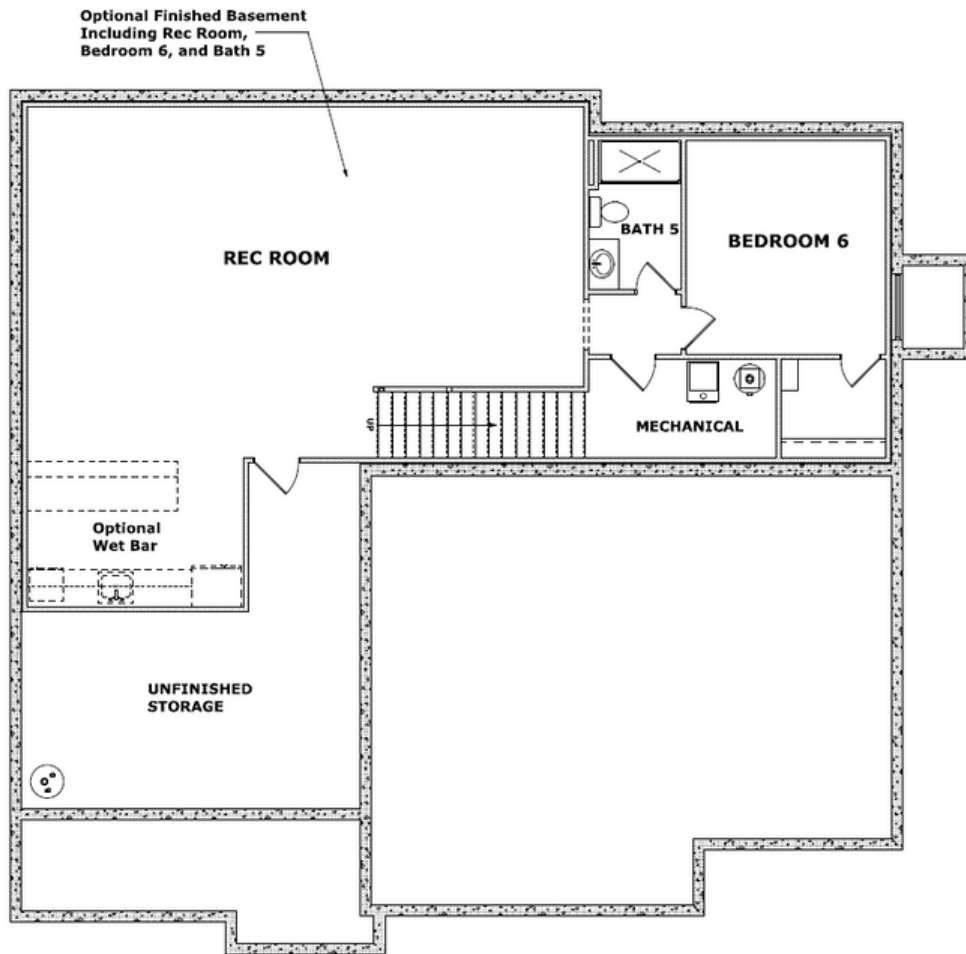 Optional Finished Basement
Including Rec Room,
Bedroom 6, and Bath 5
REC ROOM
BATH 5
BEDROOM 6
UP
MECHANICAL
Optional
Wet Bar
UNFINISHED
STORAGE